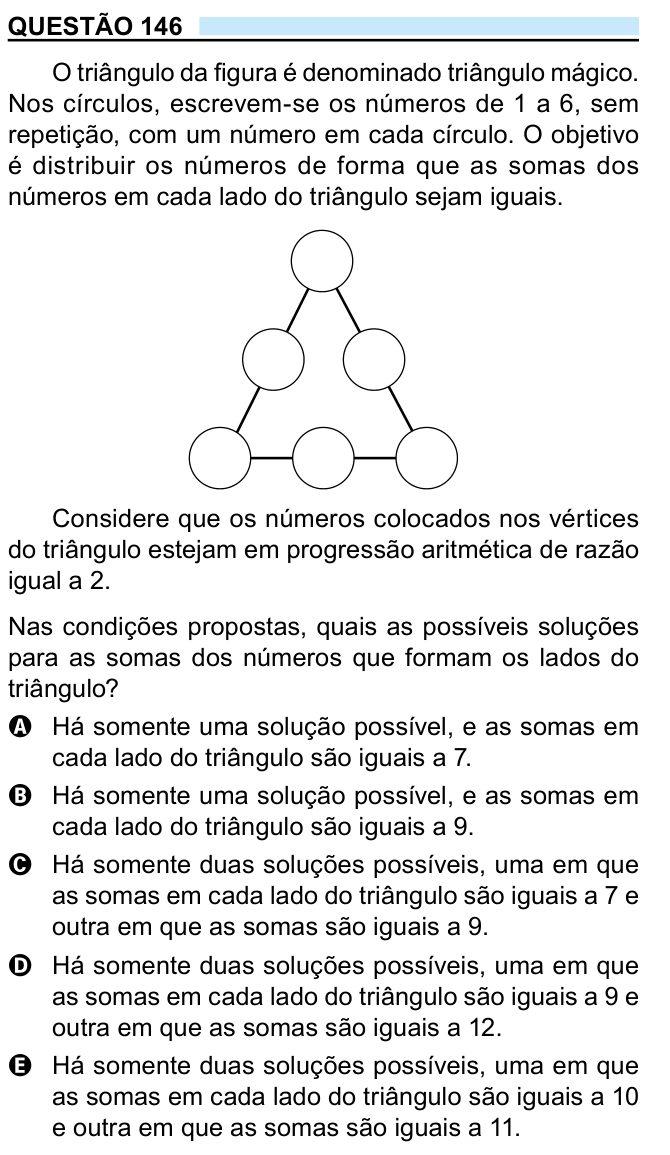 QUESTÃO 146
O triângulo da figura é denominado triângulo mágico.
Nos círculos, escrevem-se os números de 1 a 6, sem
repetição, com um número em cada círculo. O objetivo
é distribuir os números de forma que as somas dos
números em cada lado do triângulo sejam iguais.
Considere que os números colocados nos vértices
do triângulo estejam em progressão aritmética de razão
igual a 2.
Nas condições propostas, quais as possíveis soluções
para as somas dos números que formam os lados do
triângulo?
A Há somente uma solução possível, e as somas em
cada lado do triângulo são iguais a 7.
B Há somente uma solução possível, e as somas em
cada lado do triângulo são iguais a 9.
C Há somente duas soluções possíveis, uma em que
as somas em cada lado do triângulo são iguais a 7 e
outra em que as somas são iguais a 9.
D Há somente duas soluções possíveis, uma em que
as somas em cada lado do triângulo são iguais a 9 e
outra em que as somas são iguais a 12.
E Há somente duas soluções possíveis, uma em que
as somas em cada lado do triângulo são iguais a 10
e outra em que as somas são iguais a 11.